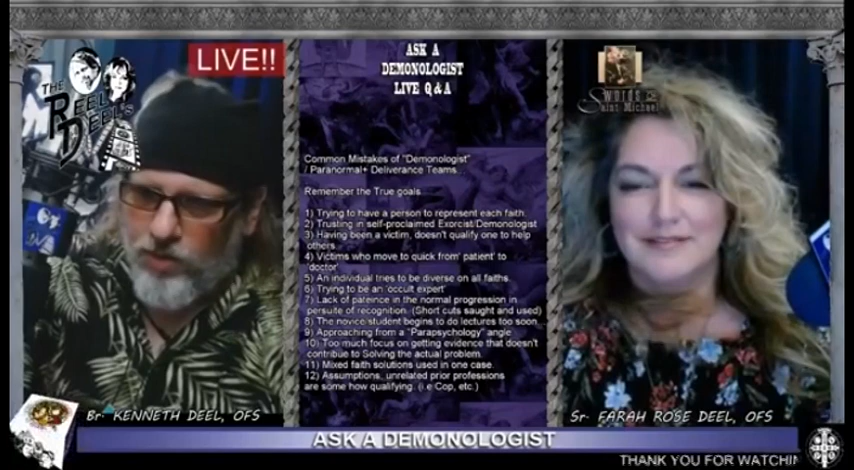 LIVE!!
THE
REEL
DEEL'S
ASK A
DEMONOLOGIST
LIVE Q & A
SWORDS OF
Saint Michael
Common Mistakes of "Demonologist"
/ Paranormal+ Deliverance Teams...
Remember the True goals
1) Trying to have a person to represent each faith.
2) Trusting in self-proclaimed Exorcist/Demonologist
3) Having been a victim, doesn't qualify one to help
others.
4) Victims who move to quick from' patient' to
'doctor'
5) An individual tries to be diverse on all faiths.
6) Trying to be an 'occult expert'
7) Lack of patience in the normal progression in
persuite of recognition. (Short cuts saught and used)
8) The novice student begins to do lectures too soon.
9) Approaching from a "Parapsychology" angle
10) Too much focus on getting evidence that doesn't
contribute to Solving the actual problem.
11) Mixed faith solutions used in one case.
12) Assumptions, unrelated prior professions
are some how qualifying. (i.e Cop, etc.)
Br. KENNETH DEEL, OFS
Sr. FARAH ROSE DEEL, OFS
ASK A DEMONOLOGIST
THANK YOU FOR WATCHIN